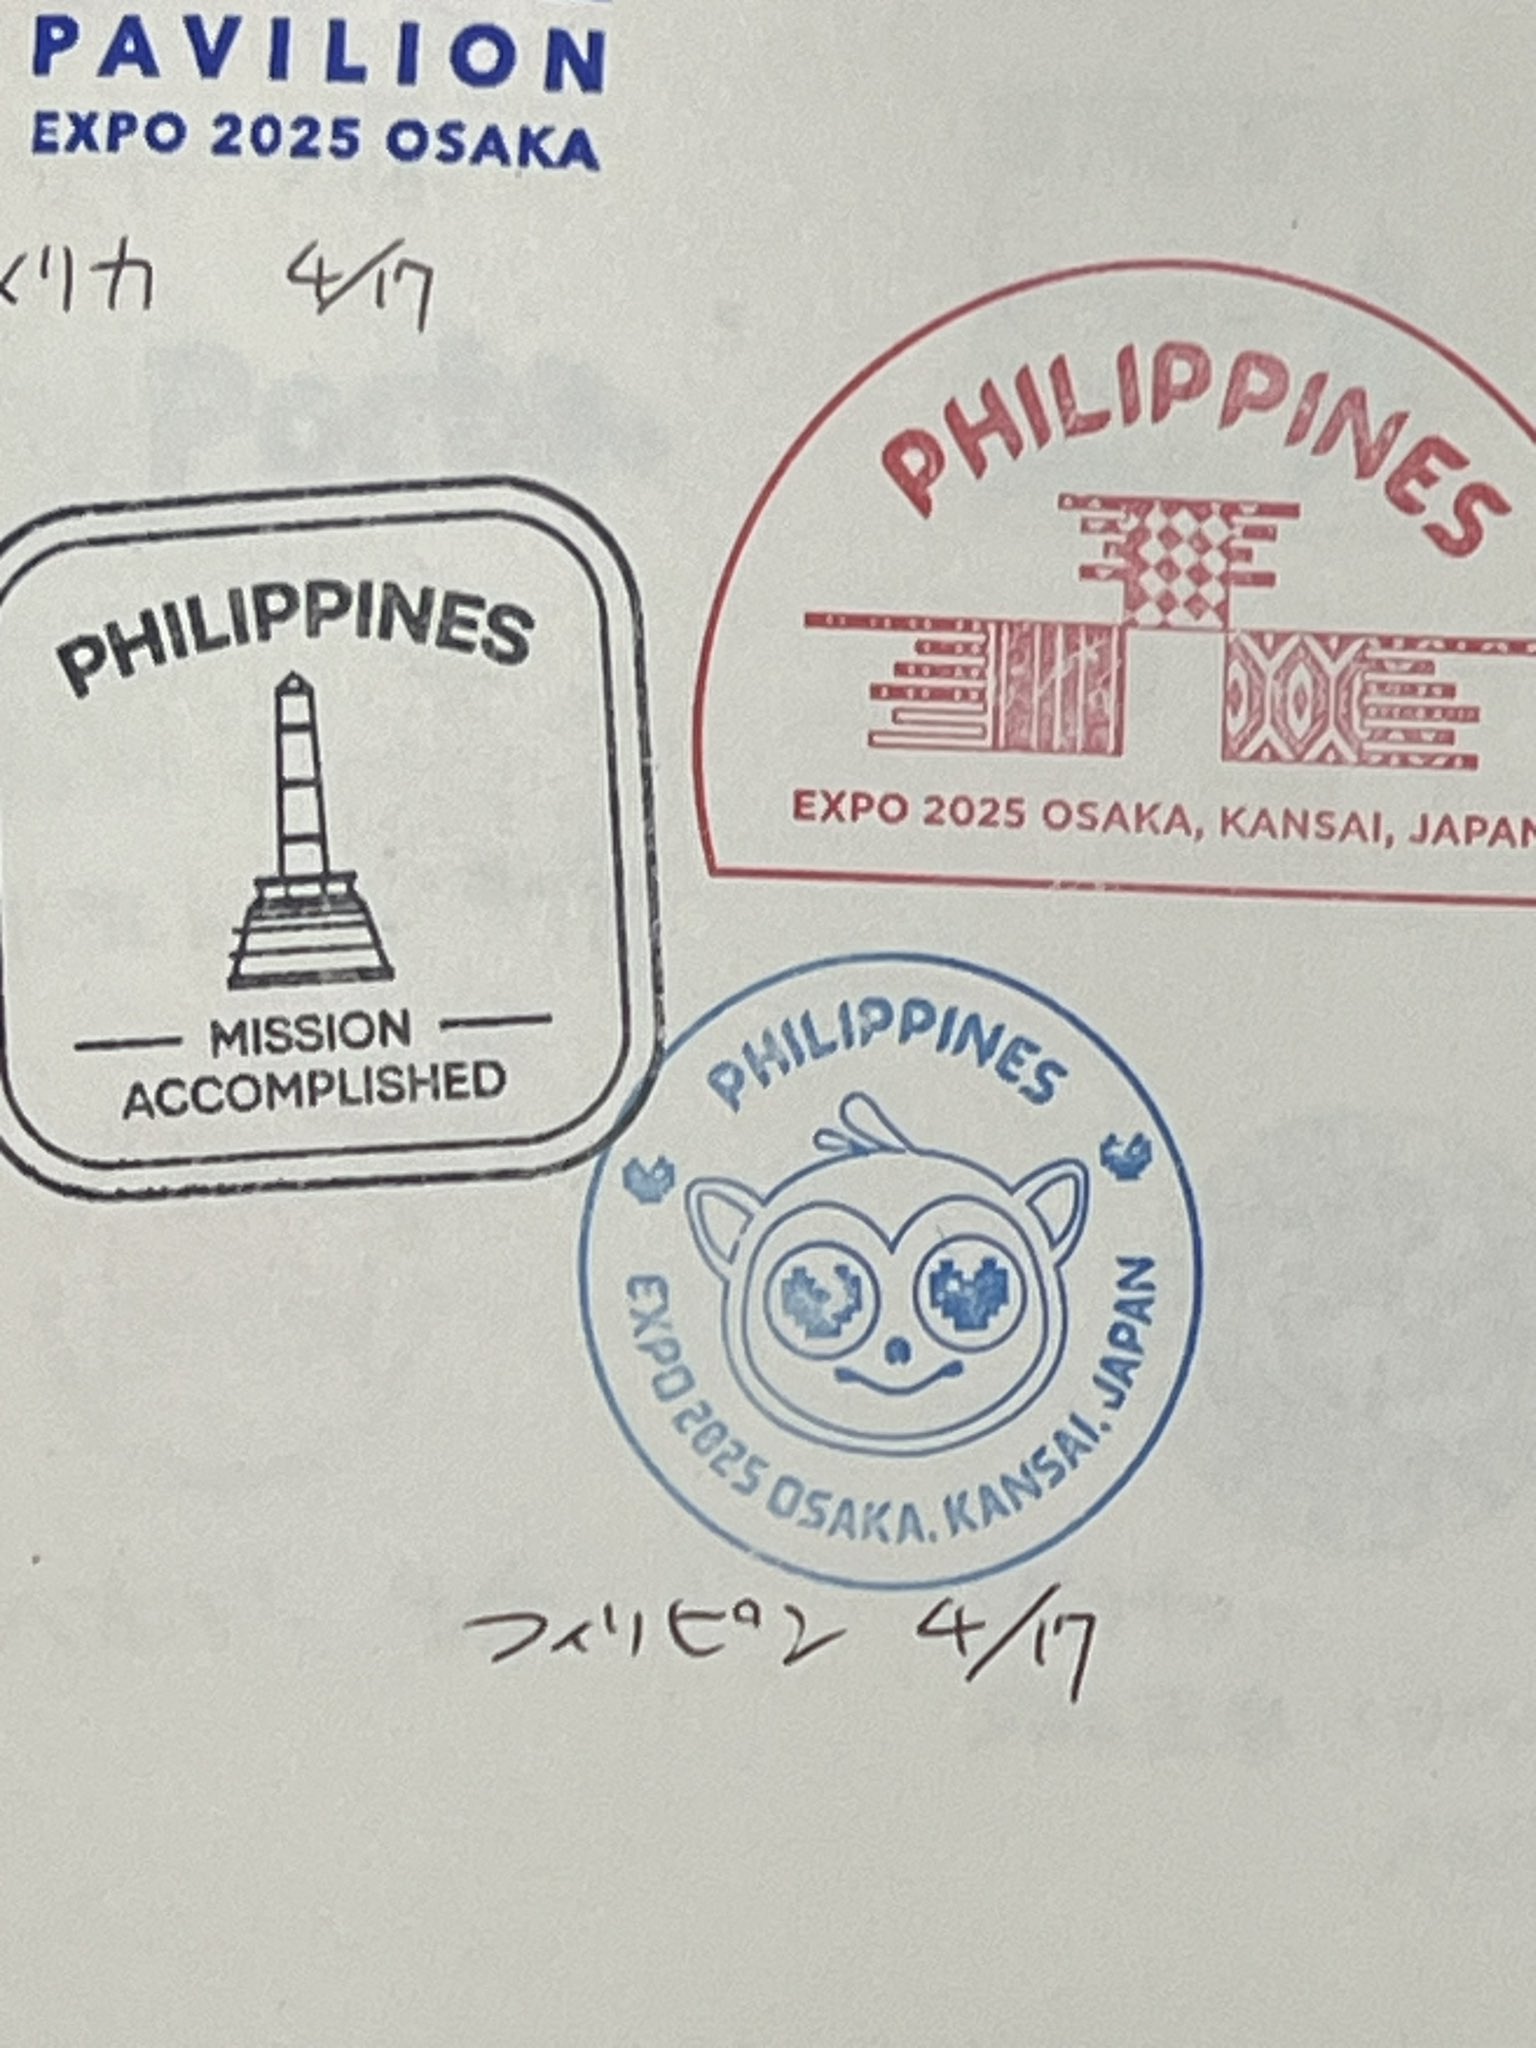 PAVILION
EXPO 2025 OSAKA
メリカ 4/17
PHILIPPINES
EXPO 2025 OSAKA, KANSAI, JAPAN
PHILIPPINES
MISSION
ACCOMPLISHED
PHILIPPINES
EXPO 2025 OSAKA, KANSAI, JAPAN
フィリピン 4/17